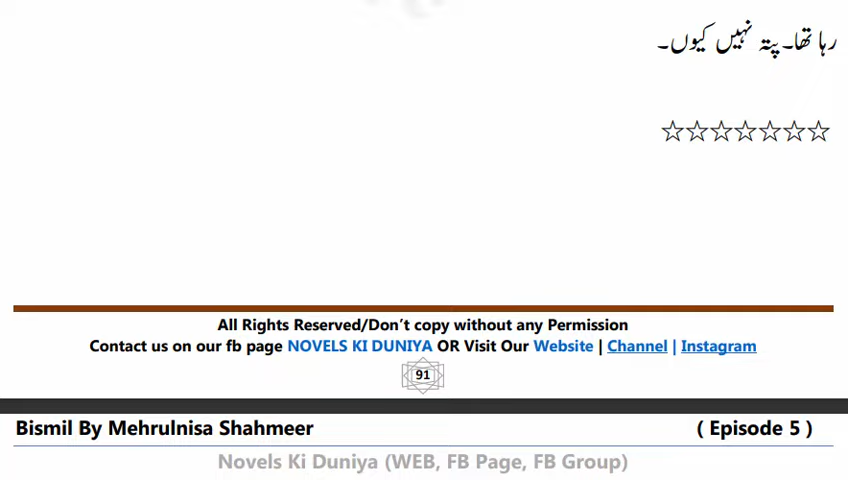 رہا تھا۔ پتہ نہیں کیوں۔
☆☆☆☆☆☆☆
All Rights Reserved/Don’t copy without any Permission
Contact us on our fb page NOVELS KI DUNIYA OR Visit Our Website | Channel | Instagram
91
Bismil By Mehrulnisa Shahmeer ( Episode 5 )
Novels Ki Duniya (WEB, FB Page, FB Group)